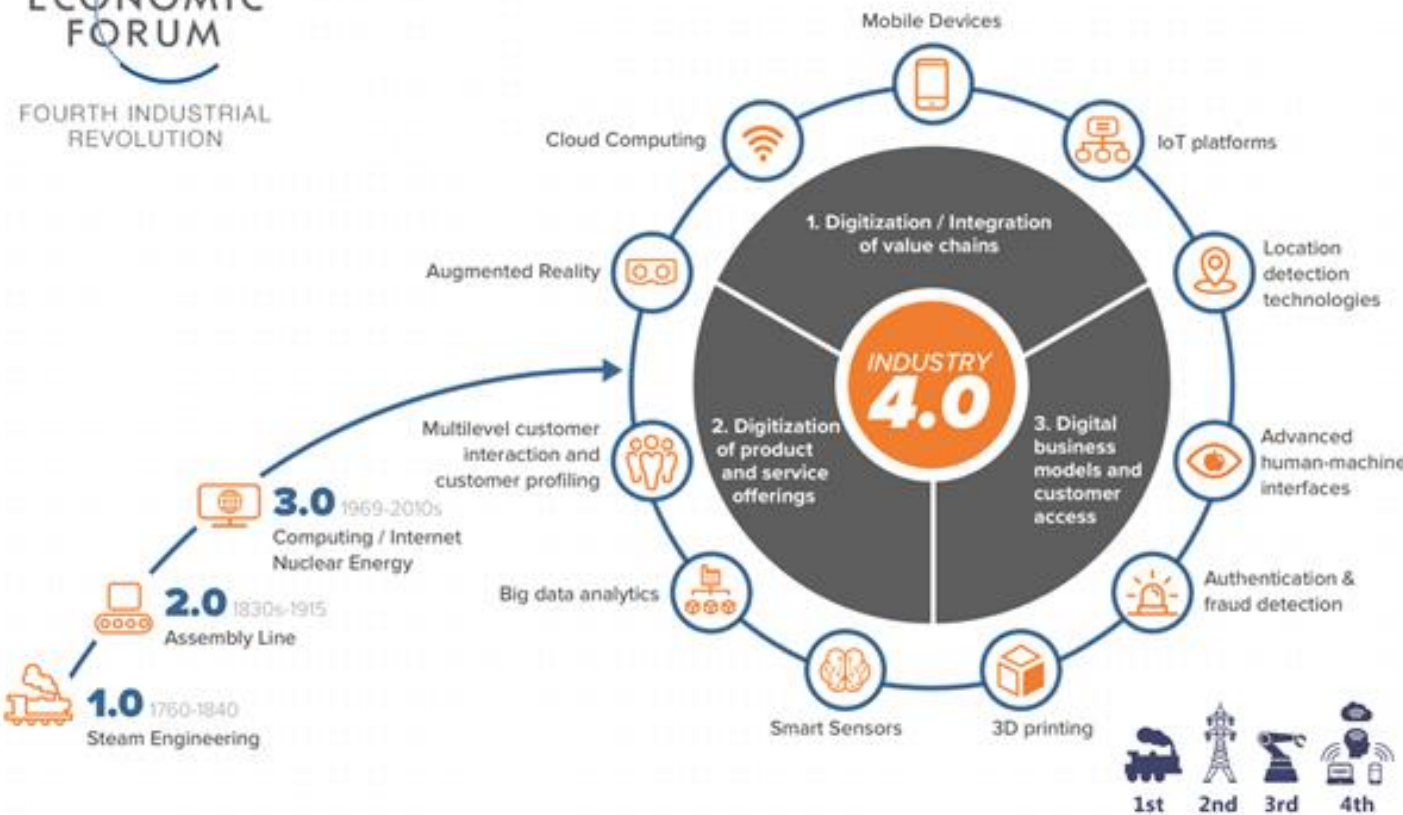 ECONOMIC
FORUM
FOURTH INDUSTRIAL
REVOLUTION
Mobile Devices
Cloud Computing
IoT platforms
Augmented Reality
Location
detection
technologies
1. Digitization / Integration
of value chains
INDUSTRY
4.0
2. Digitization
of product
and service
offerings
3. Digital
business
models and
customer
access
Multilevel customer
interaction and
customer profiling
Advanced
human-machine
interfaces
Big data analytics
Authentication &
fraud detection
Smart Sensors
3D printing
3.0 1969-2010s
Computing / Internet
Nuclear Energy
2.0 1830s-1915
Assembly Line
1.0 1760-1840
Steam Engineering
1st 2nd 3rd 4th